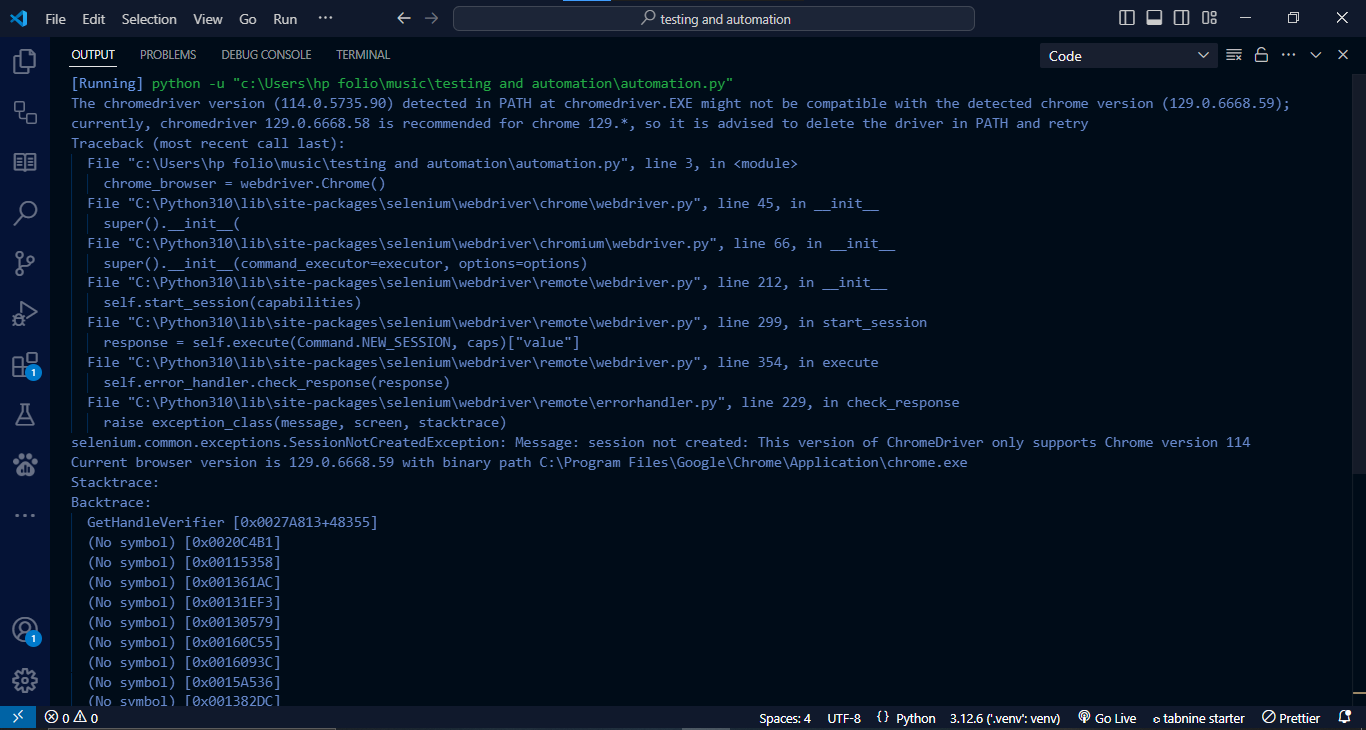 File Edit Selection View Go Run ···
testing and automation
OUTPUT PROBLEMS DEBUG CONSOLE TERMINAL
Code
[Running] python -u "c:\Users\hp folio\music\testing and automation\automation.py"
The chromedriver version (114.0.5735.90) detected in PATH at chromedriver.EXE might not be compatible with the detected chrome version (129.0.6668.59);
currently, chromedriver 129.0.6668.58 is recommended for chrome 129.*, so it is advised to delete the driver in PATH and retry
Traceback (most recent call last):
File "c:\Users\hp folio\music\testing and automation\automation.py", line 3, in <module>
chrome_browser = webdriver.Chrome()
File "C:\Python310\lib\site-packages\selenium\webdriver\chrome\webdriver.py", line 45, in __init__
super().__init__(
File "C:\Python310\lib\site-packages\selenium\webdriver\chromium\webdriver.py", line 66, in __init__
super().__init__(command_executor=executor, options=options)
File "C:\Python310\lib\site-packages\selenium\webdriver\remote\webdriver.py", line 212, in __init__
self.start_session(capabilities)
File "C:\Python310\lib\site-packages\selenium\webdriver\remote\webdriver.py", line 299, in start_session
response = self.execute(Command.NEW_SESSION, caps)["value"]
File "C:\Python310\lib\site-packages\selenium\webdriver\remote\webdriver.py", line 354, in execute
self.error_handler.check_response(response)
File "C:\Python310\lib\site-packages\selenium\webdriver\remote\errorhandler.py", line 229, in check_response
raise exception_class(message, screen, stacktrace)
selenium.common.exceptions.SessionNotCreatedException: Message: session not created: This version of ChromeDriver only supports Chrome version 114
Current browser version is 129.0.6668.59 with binary path C:\Program Files\Google\Chrome\Application\chrome.exe
Stacktrace:
Backtrace:
GetHandleVerifier [0x0027A813+48355]
(No symbol) [0x0020C4B1]
(No symbol) [0x00115358]
(No symbol) [0x001361AC]
(No symbol) [0x00131EF3]
(No symbol) [0x00130579]
(No symbol) [0x00160C55]
(No symbol) [0x0016093C]
(No symbol) [0x0015A536]
(No symbol) [0x001382DC]
1
1
0 0 Spaces: 4 UTF-8 {} Python 3.12.6 ('.venv': venv) Go Live tabnine starter Prettier